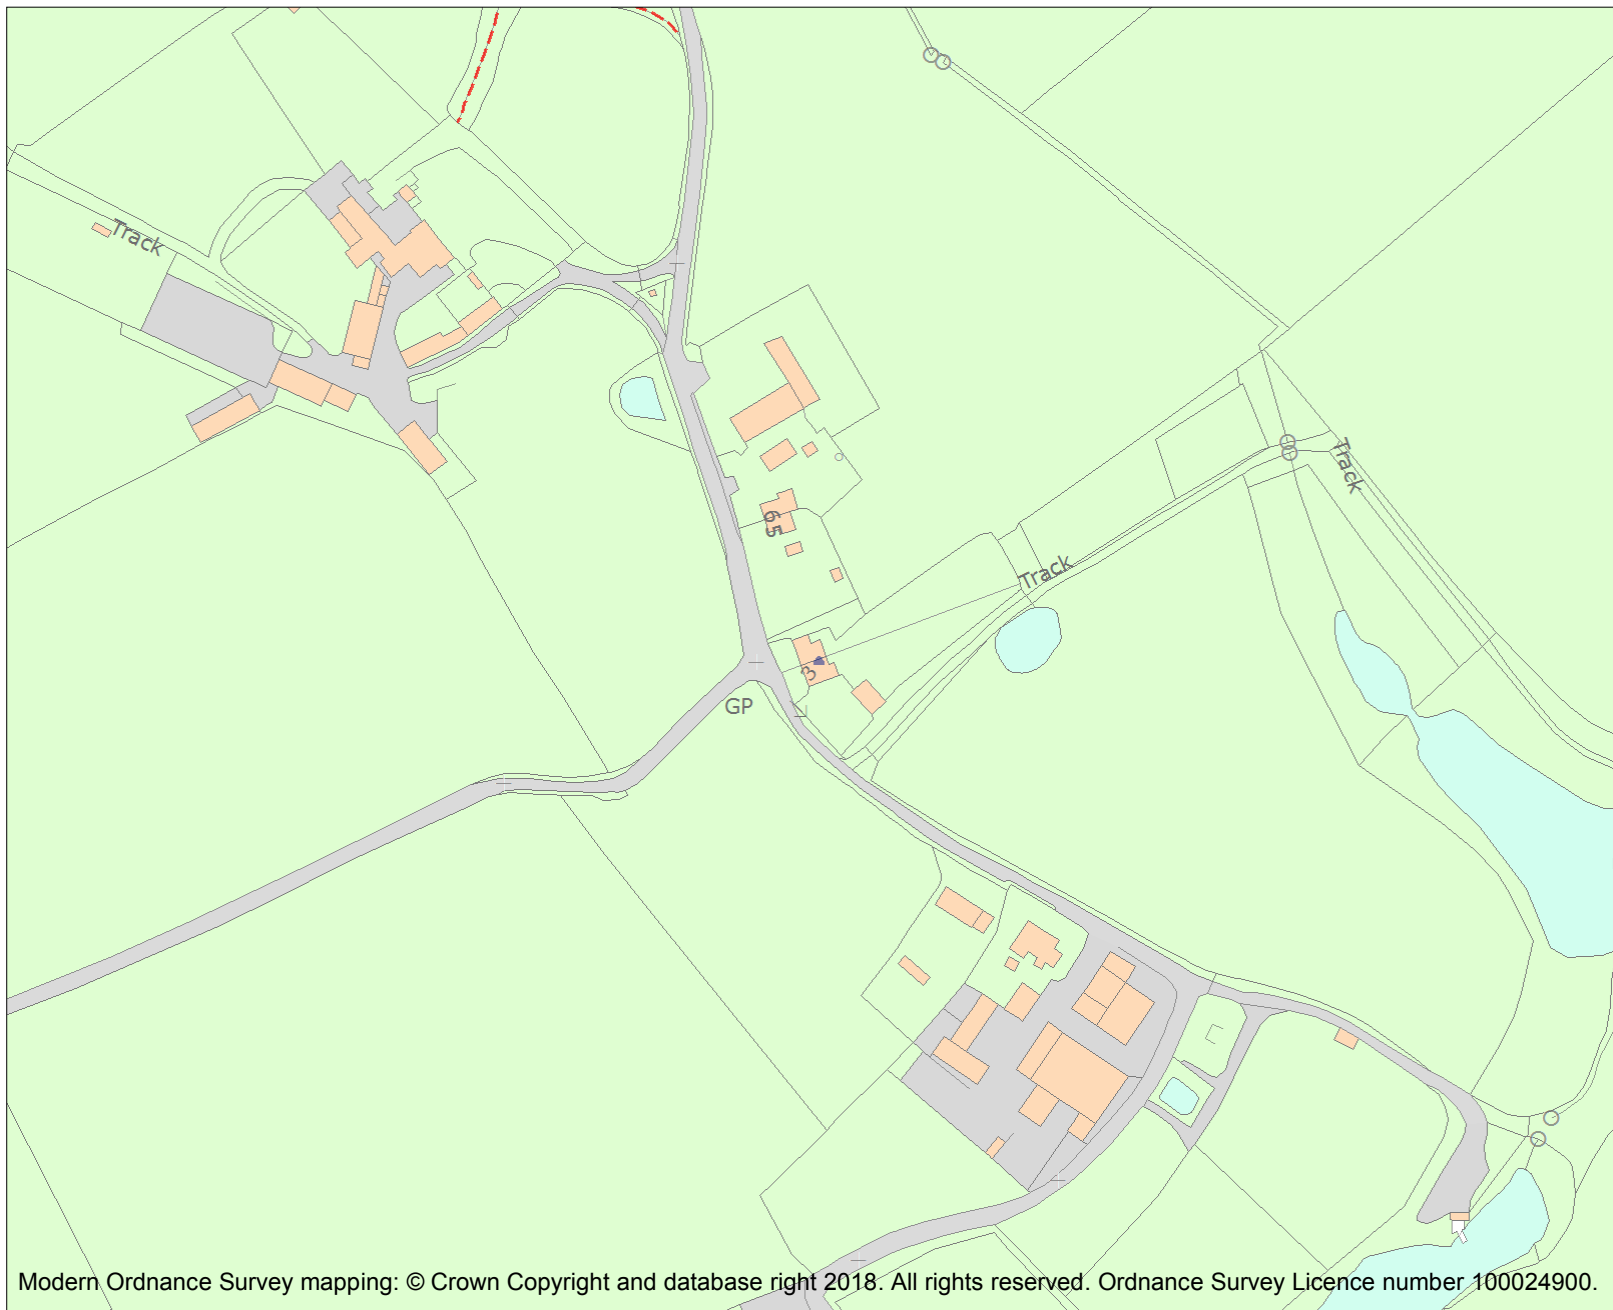 Track
Track
65
Track
3
GP
Modern Ordnance Survey mapping: © Crown Copyright and database right 2018. All rights reserved. Ordnance Survey Licence number 100024900.